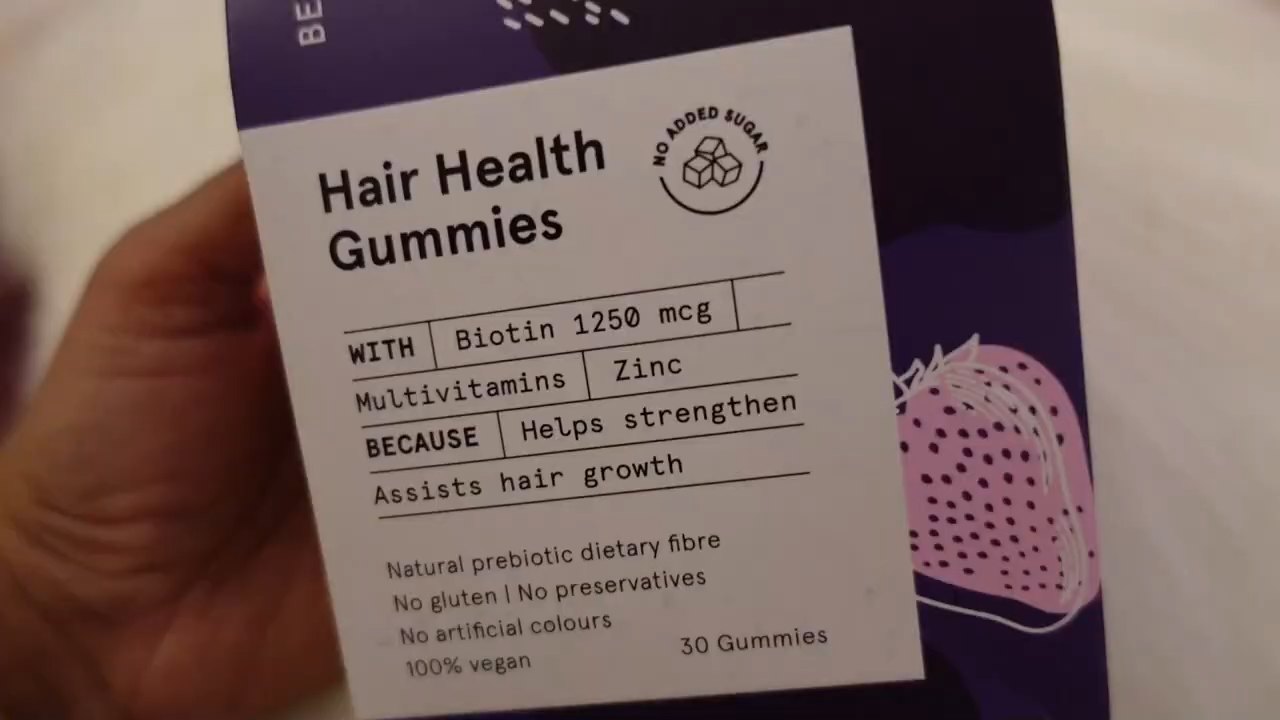 NO ADDED SUGAR
Hair Health
Gummies
WITH Biotin 1250 mcg
Multivitamins Zinc
BECAUSE Helps strengthen
Assists hair growth
Natural prebiotic dietary fibre
No gluten | No preservatives
No artificial colours
100% vegan
30 Gummies